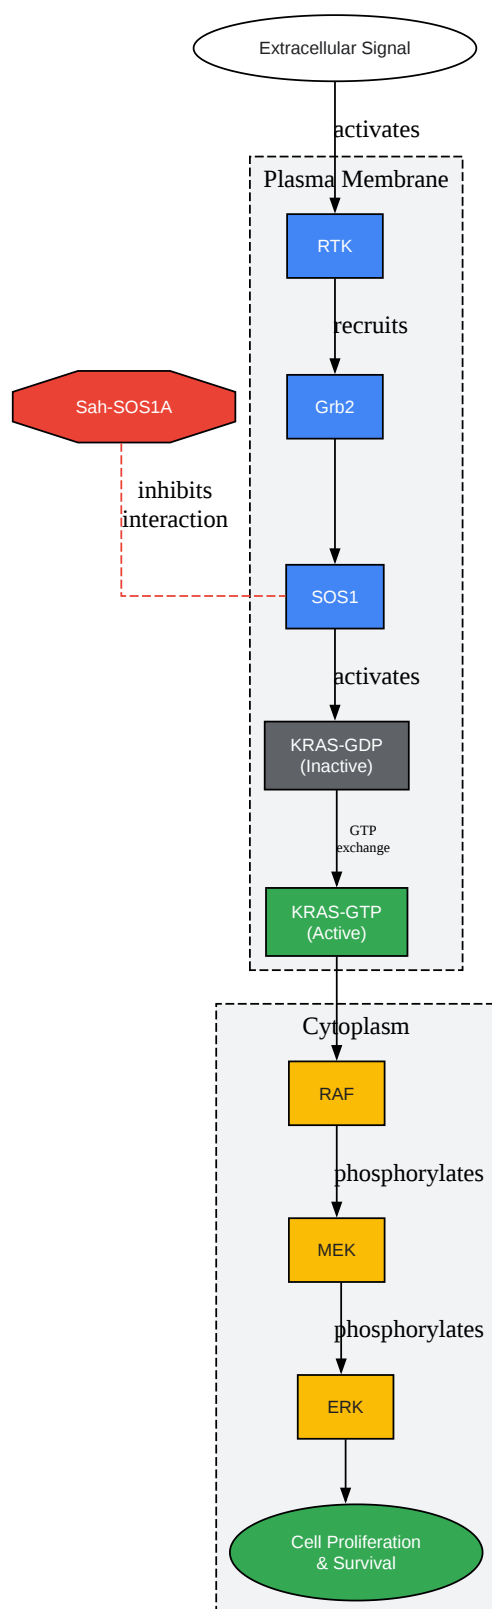 Extracellular Signal
activates
Plasma Membrane
RTK
recruits
Sah-SOS1A
Grb2
inhibits
interaction
SOS1
activates
KRAS-GDP
(Inactive)
GTP
exchange
KRAS-GTP
(Active)
Cytoplasm
RAF
phosphorylates
MEK
phosphorylates
ERK
Cell Proliferation
& Survival